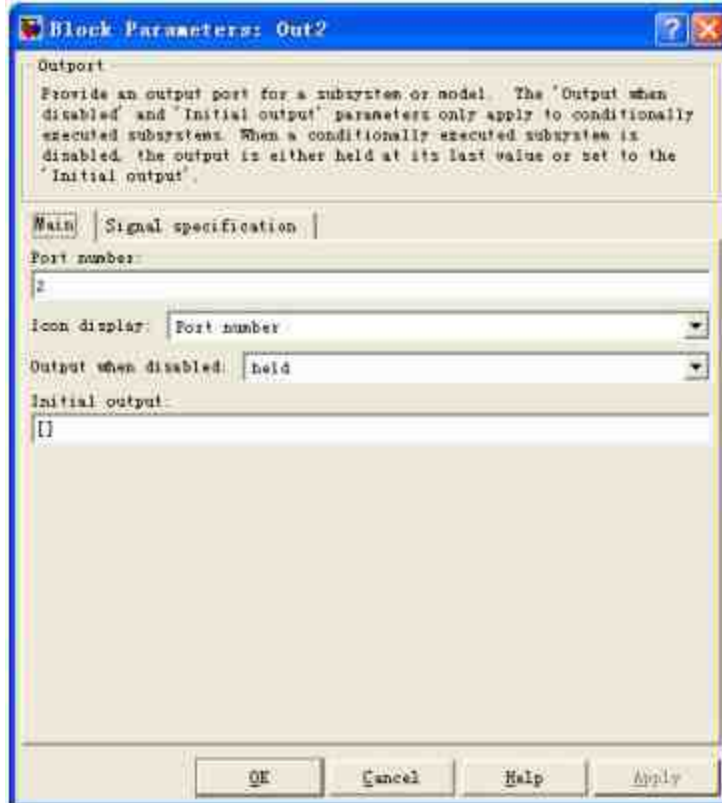 Block Parameters: Out2
Outport
Provide an output port for a subsystem or model. The 'Output when
disabled' and 'Initial output' parameters only apply to conditionally
executed subsystems. When a conditionally executed subsystem is
disabled, the output is either held at its last value or set to the
'Initial output'.
Main Signal specification
Port number:
2
Icon display: Port number
Output when disabled: held
Initial output:
[]
OK Cancel Help Apply